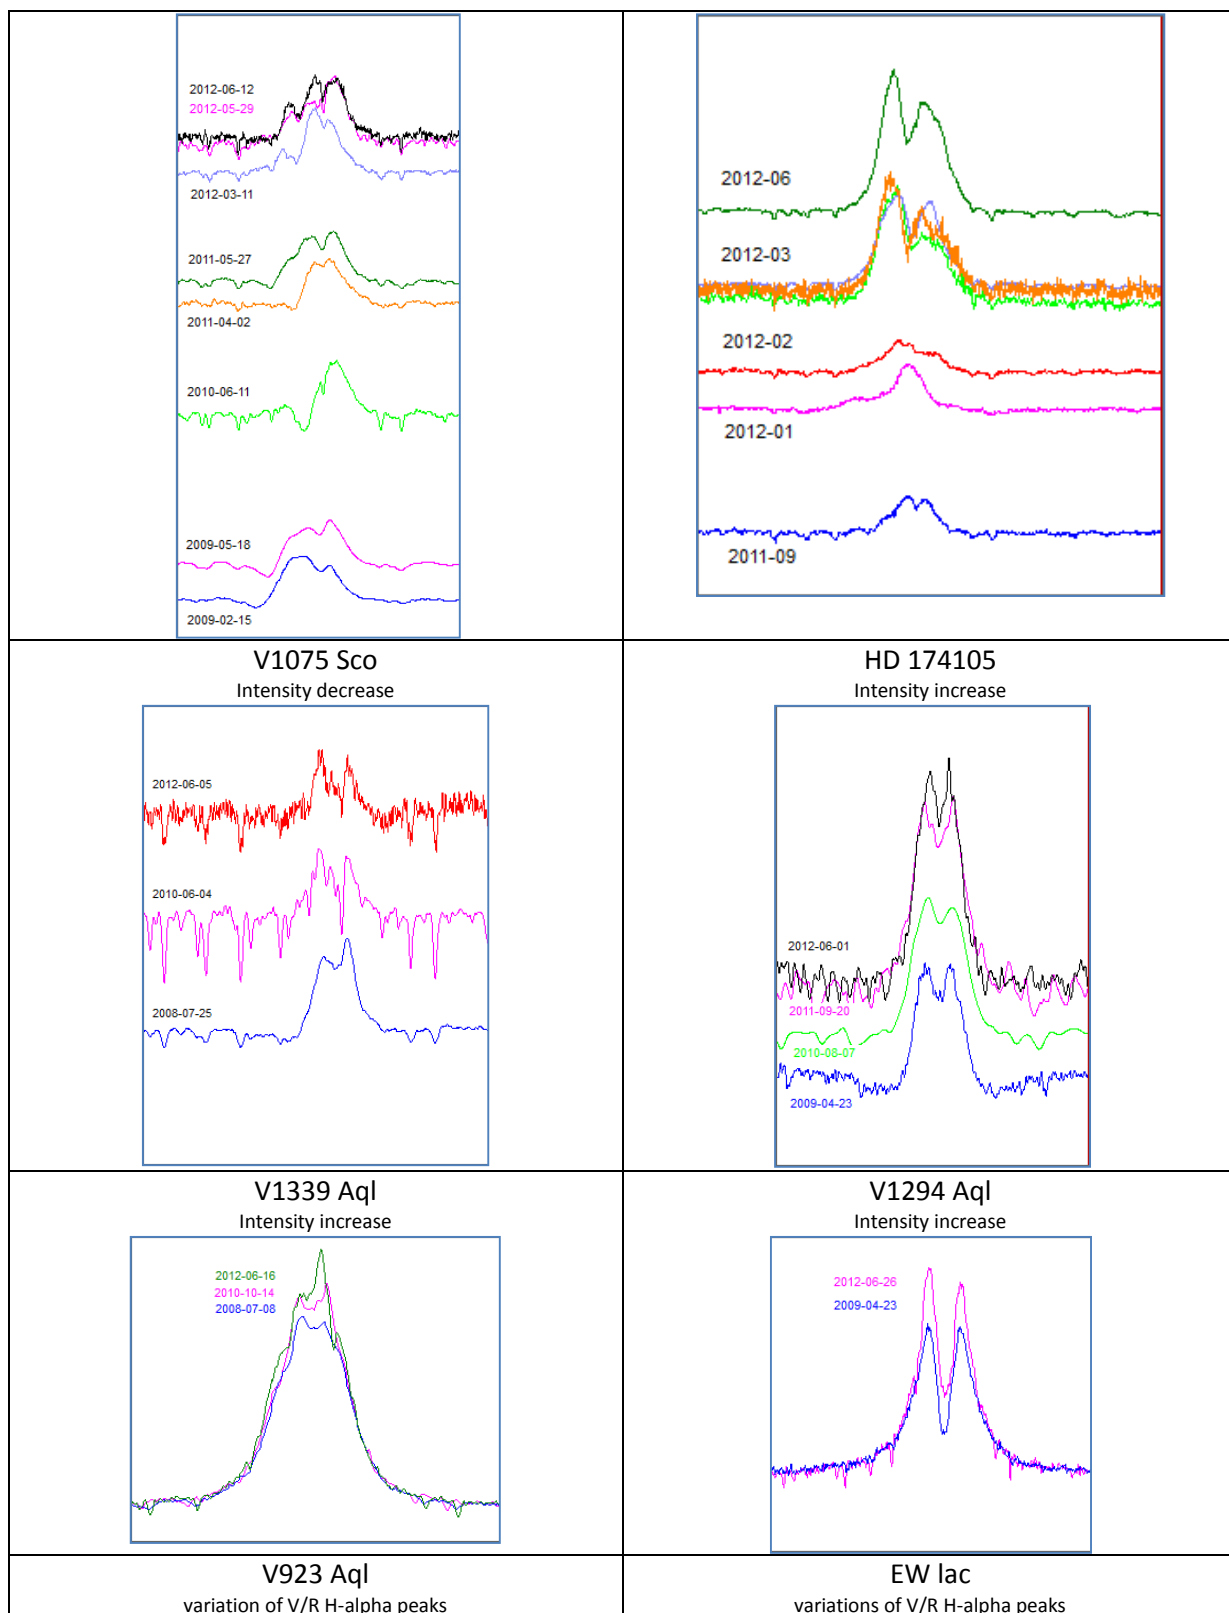 2012-06-12
2012-05-29
2012-03-11
2011-05-27
2011-04-02
2010-06-11
2009-05-18
2009-02-15
2012-06
2012-03
2012-02
2012-01
2011-09
V1075 Sco
Intensity decrease
HD 174105
Intensity increase
2012-06-05
2010-06-04
2008-07-25
2012-06-01
2011-09-20
2010-08-07
2009-04-23
V1339 Aql
Intensity increase
V1294 Aql
Intensity increase
2012-06-16
2010-10-14
2008-07-08
2012-06-26
2009-04-23
V923 Aql
variation of V/R H-alpha peaks
EW lac
variations of V/R H-alpha peaks